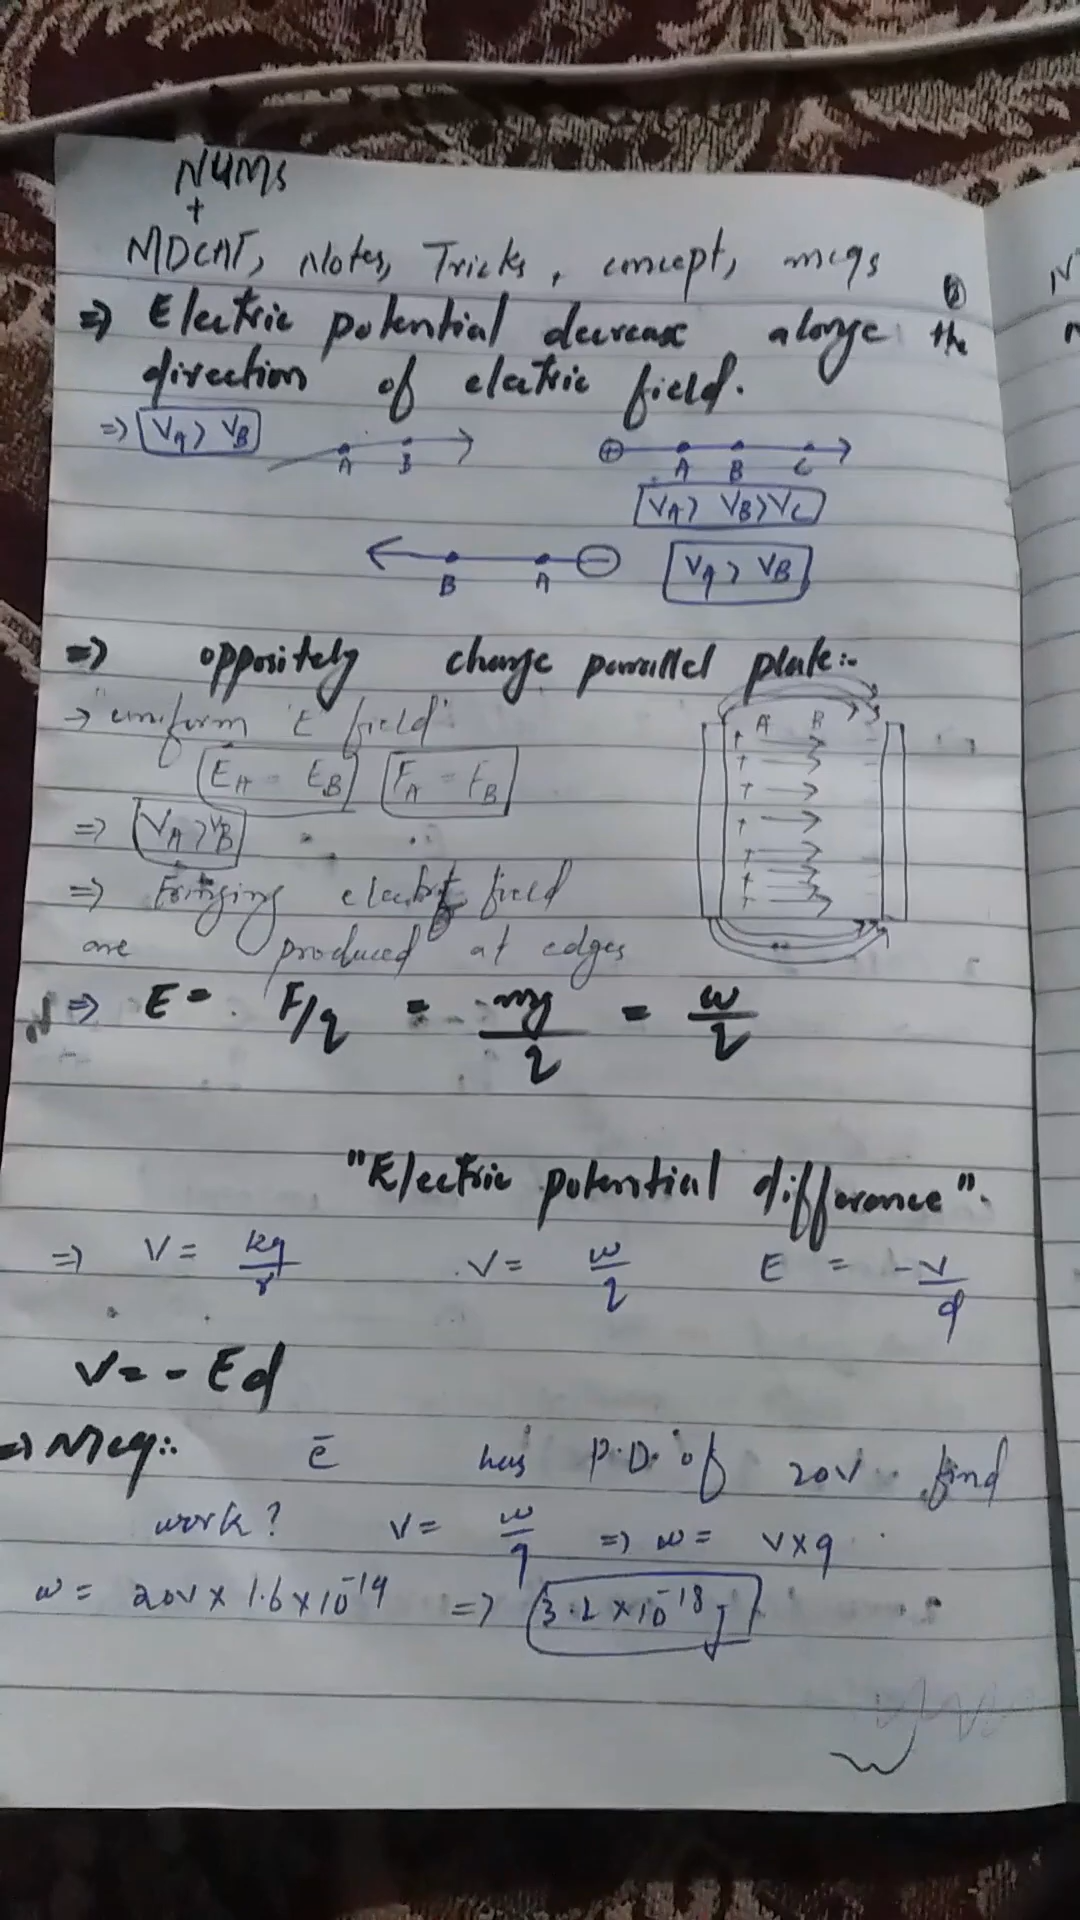 NUMS
+
MDCAT, Notes, Tricks, concept, mcqs
⇒ Electric potential decrease alonge the
direction of electric field.
⇒ VA > VB
A B
⊕ A B C
VA > VB > VC
B A ⊖ VA > VB
⇒ oppositely charge parrallel plate:-
→ "uniform E field"
EA = EB FA = FB
A B
⇒ VA > VB
⇒ Fringing electric field
are produced at edges
⇒ E = F/q = mg/q = w/q
"Electric potential difference".
⇒ V = kq/r V = w/q E = -V/d
V = - Ed
⇒ Mcq:. ē has P.D. of 20V find
work? V = w/q ⇒ w = V x q
w = 20V x 1.6 x 10^-19 ⇒ 3.2 x 10^-18 J